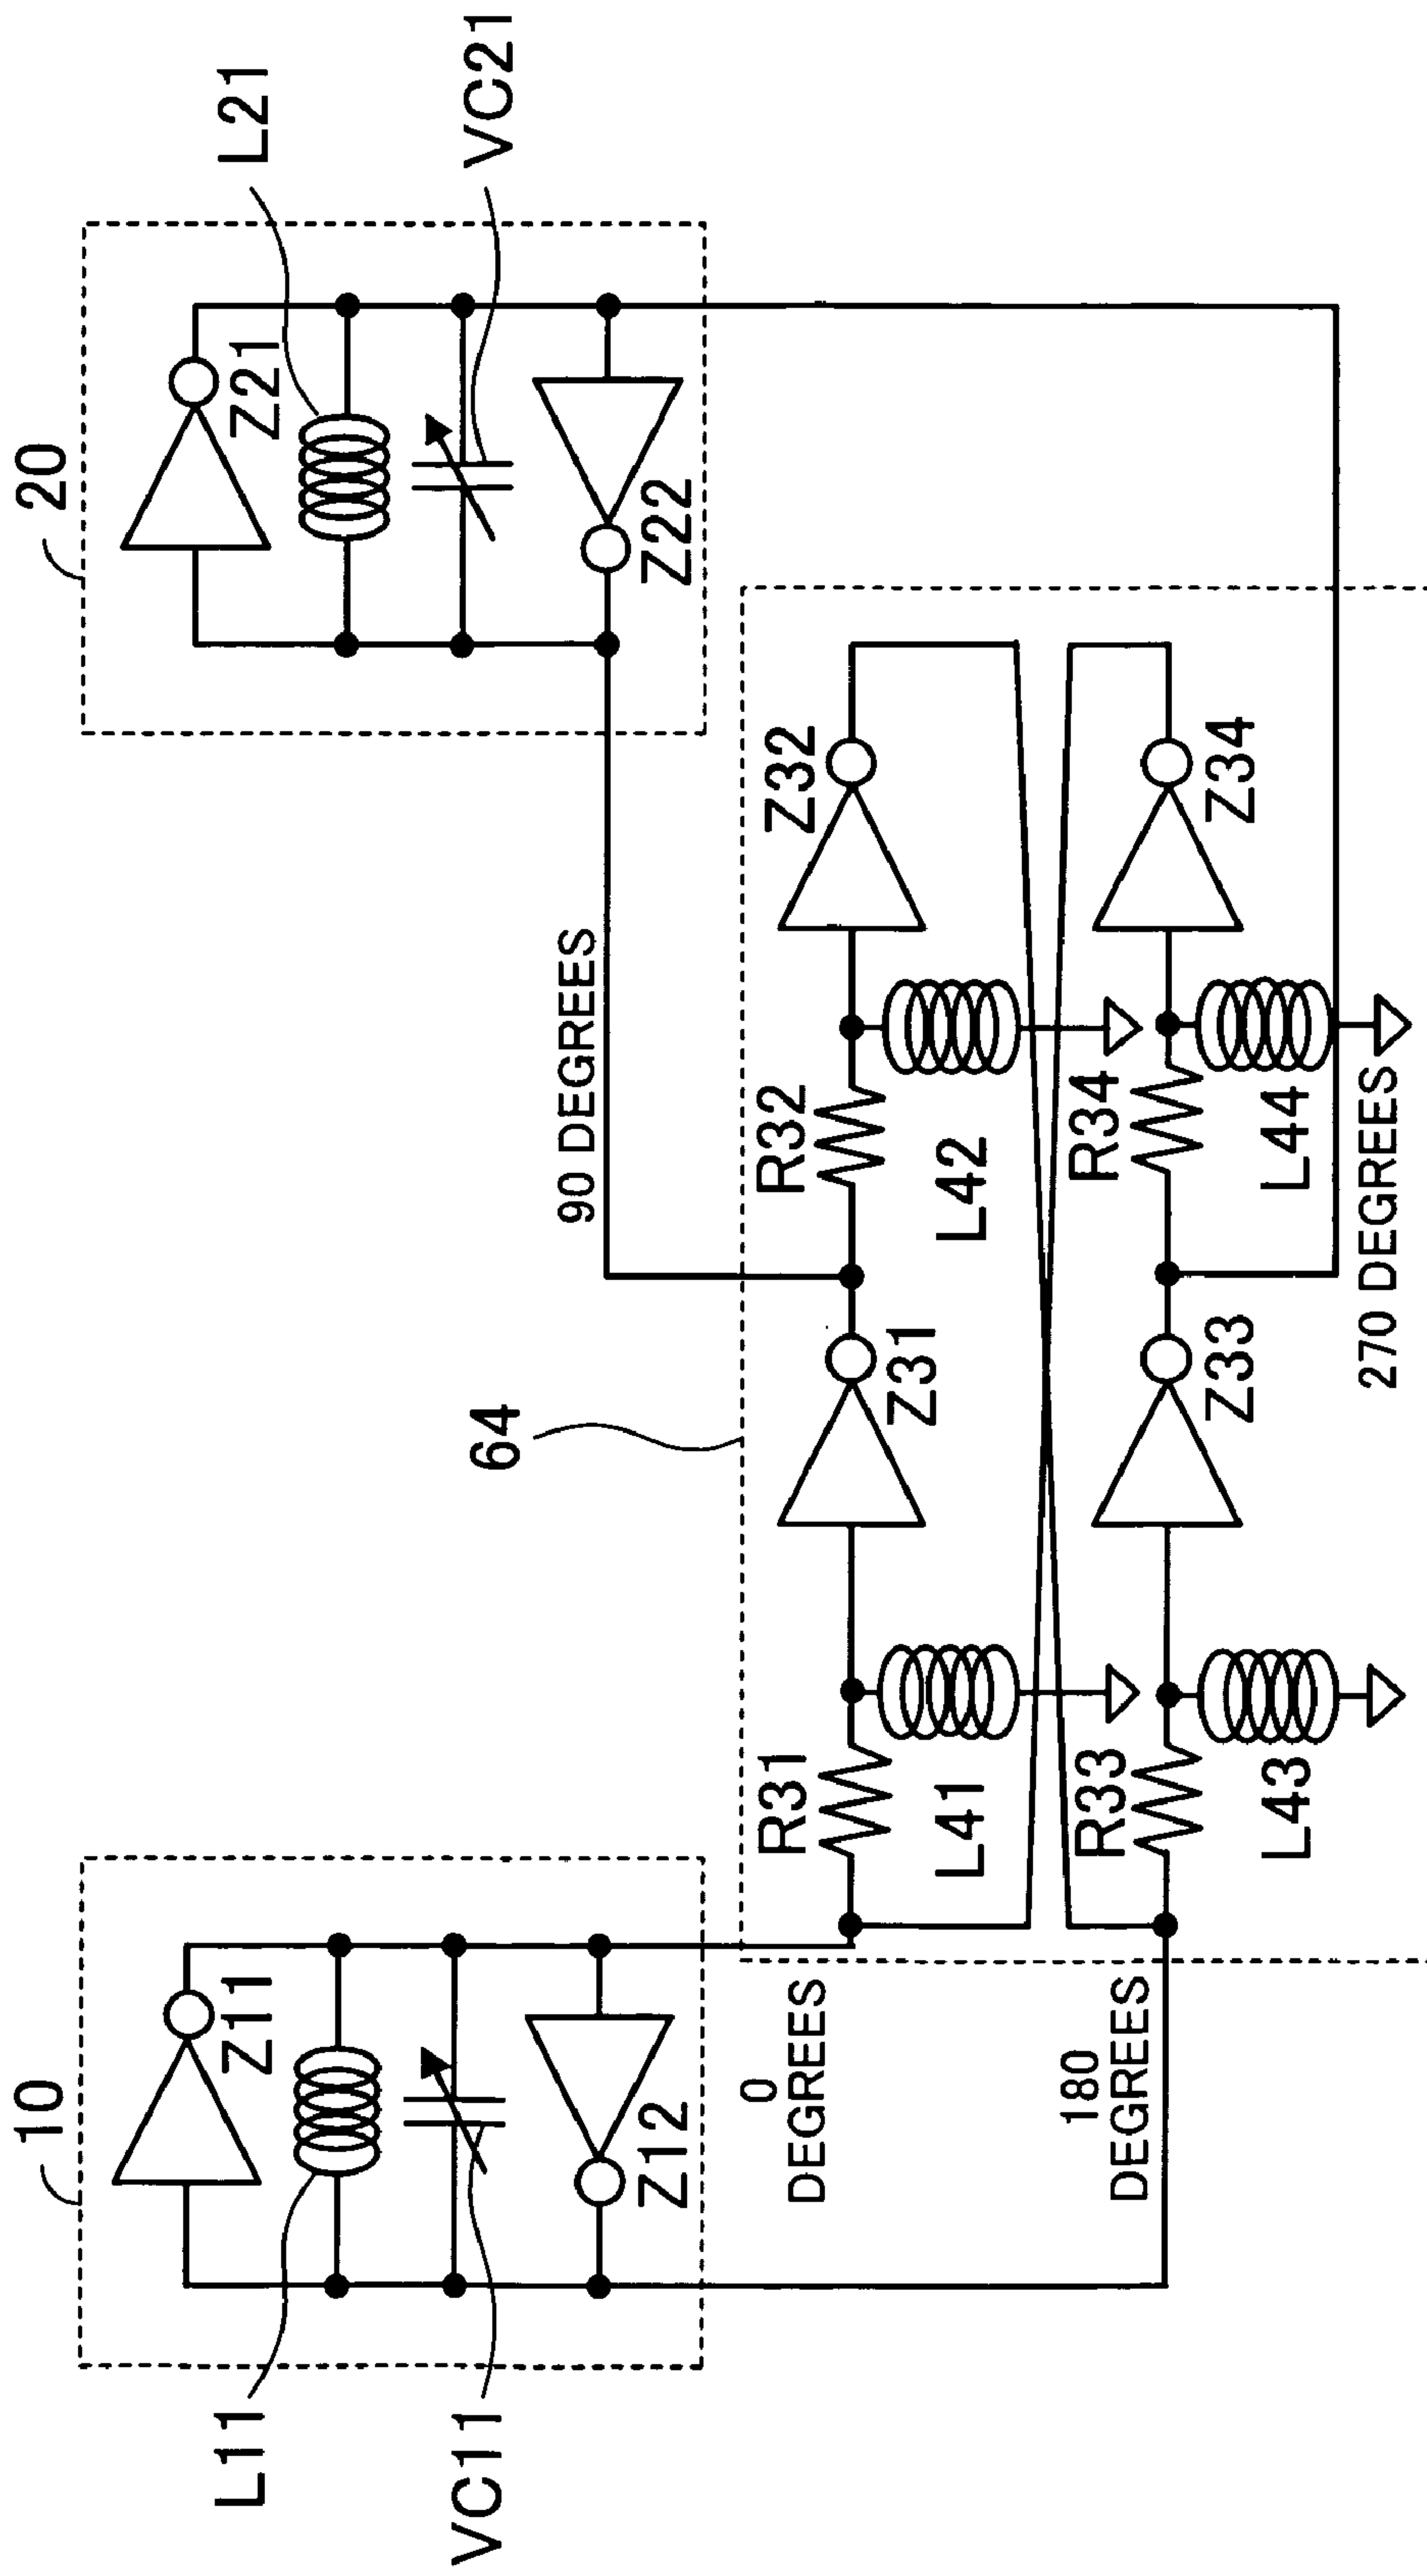 10
20
L11
VC11
Z11
Z12
L21
VC21
Z21
Z22
64
90 DEGREES
0
DEGREES
180
DEGREES
270 DEGREES
R31
L41
Z31
R32
L42
Z32
R33
L43
Z33
R34
L44
Z34